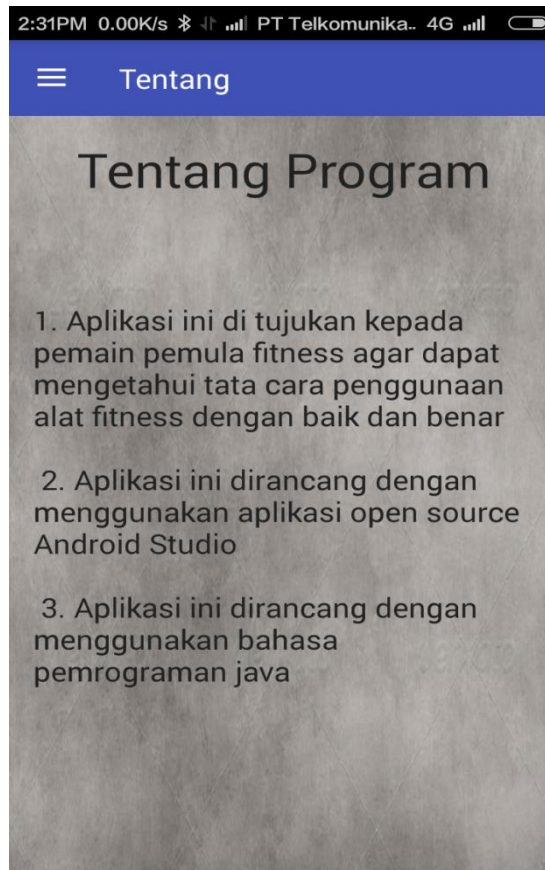 2:31PM 0.00K/s PT Telkomunika.. 4G
Tentang
Tentang Program
1. Aplikasi ini di tujukan kepada
pemain pemula fitness agar dapat
mengetahui tata cara penggunaan
alat fitness dengan baik dan benar
2. Aplikasi ini dirancang dengan
menggunakan aplikasi open source
Android Studio
3. Aplikasi ini dirancang dengan
menggunakan bahasa
pemrograman java